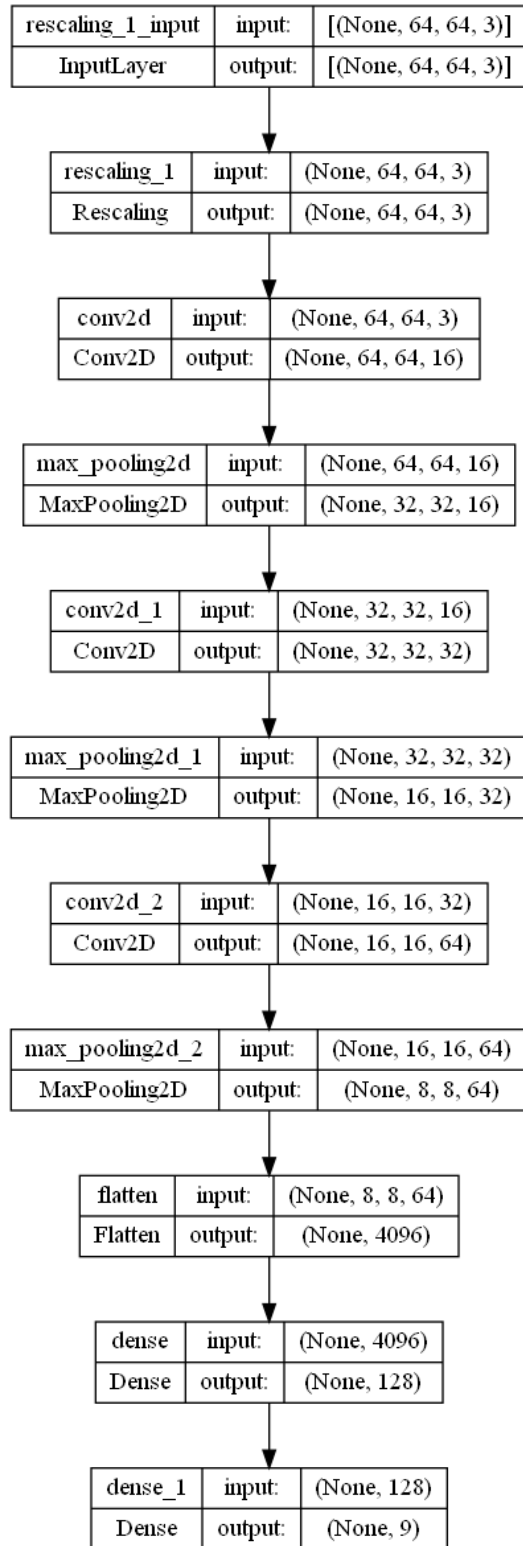 rescaling_1_input input: [(None, 64, 64, 3)]
InputLayer output: [(None, 64, 64, 3)]
rescaling_1 input: (None, 64, 64, 3)
Rescaling output: (None, 64, 64, 3)
conv2d input: (None, 64, 64, 3)
Conv2D output: (None, 64, 64, 16)
max_pooling2d input: (None, 64, 64, 16)
MaxPooling2D output: (None, 32, 32, 16)
conv2d_1 input: (None, 32, 32, 16)
Conv2D output: (None, 32, 32, 32)
max_pooling2d_1 input: (None, 32, 32, 32)
MaxPooling2D output: (None, 16, 16, 32)
conv2d_2 input: (None, 16, 16, 32)
Conv2D output: (None, 16, 16, 64)
max_pooling2d_2 input: (None, 16, 16, 64)
MaxPooling2D output: (None, 8, 8, 64)
flatten input: (None, 8, 8, 64)
Flatten output: (None, 4096)
dense input: (None, 4096)
Dense output: (None, 128)
dense_1 input: (None, 128)
Dense output: (None, 9)